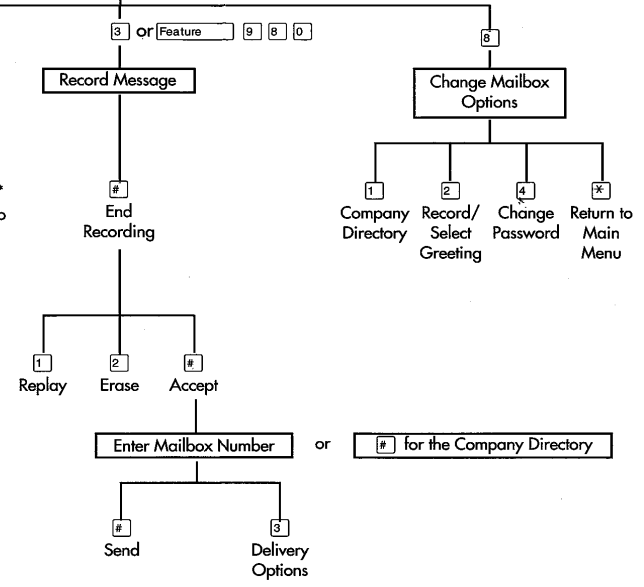 3 or Feature 9 8 0
8
Record Message
Change Mailbox
Options
#
End
Recording
1 2 4 *
Company Directory
Record/ Select Greeting
Change Password
Return to Main Menu
1 2 #
Replay Erase Accept
Enter Mailbox Number or # for the Company Directory
# 3
Send
Delivery
Options